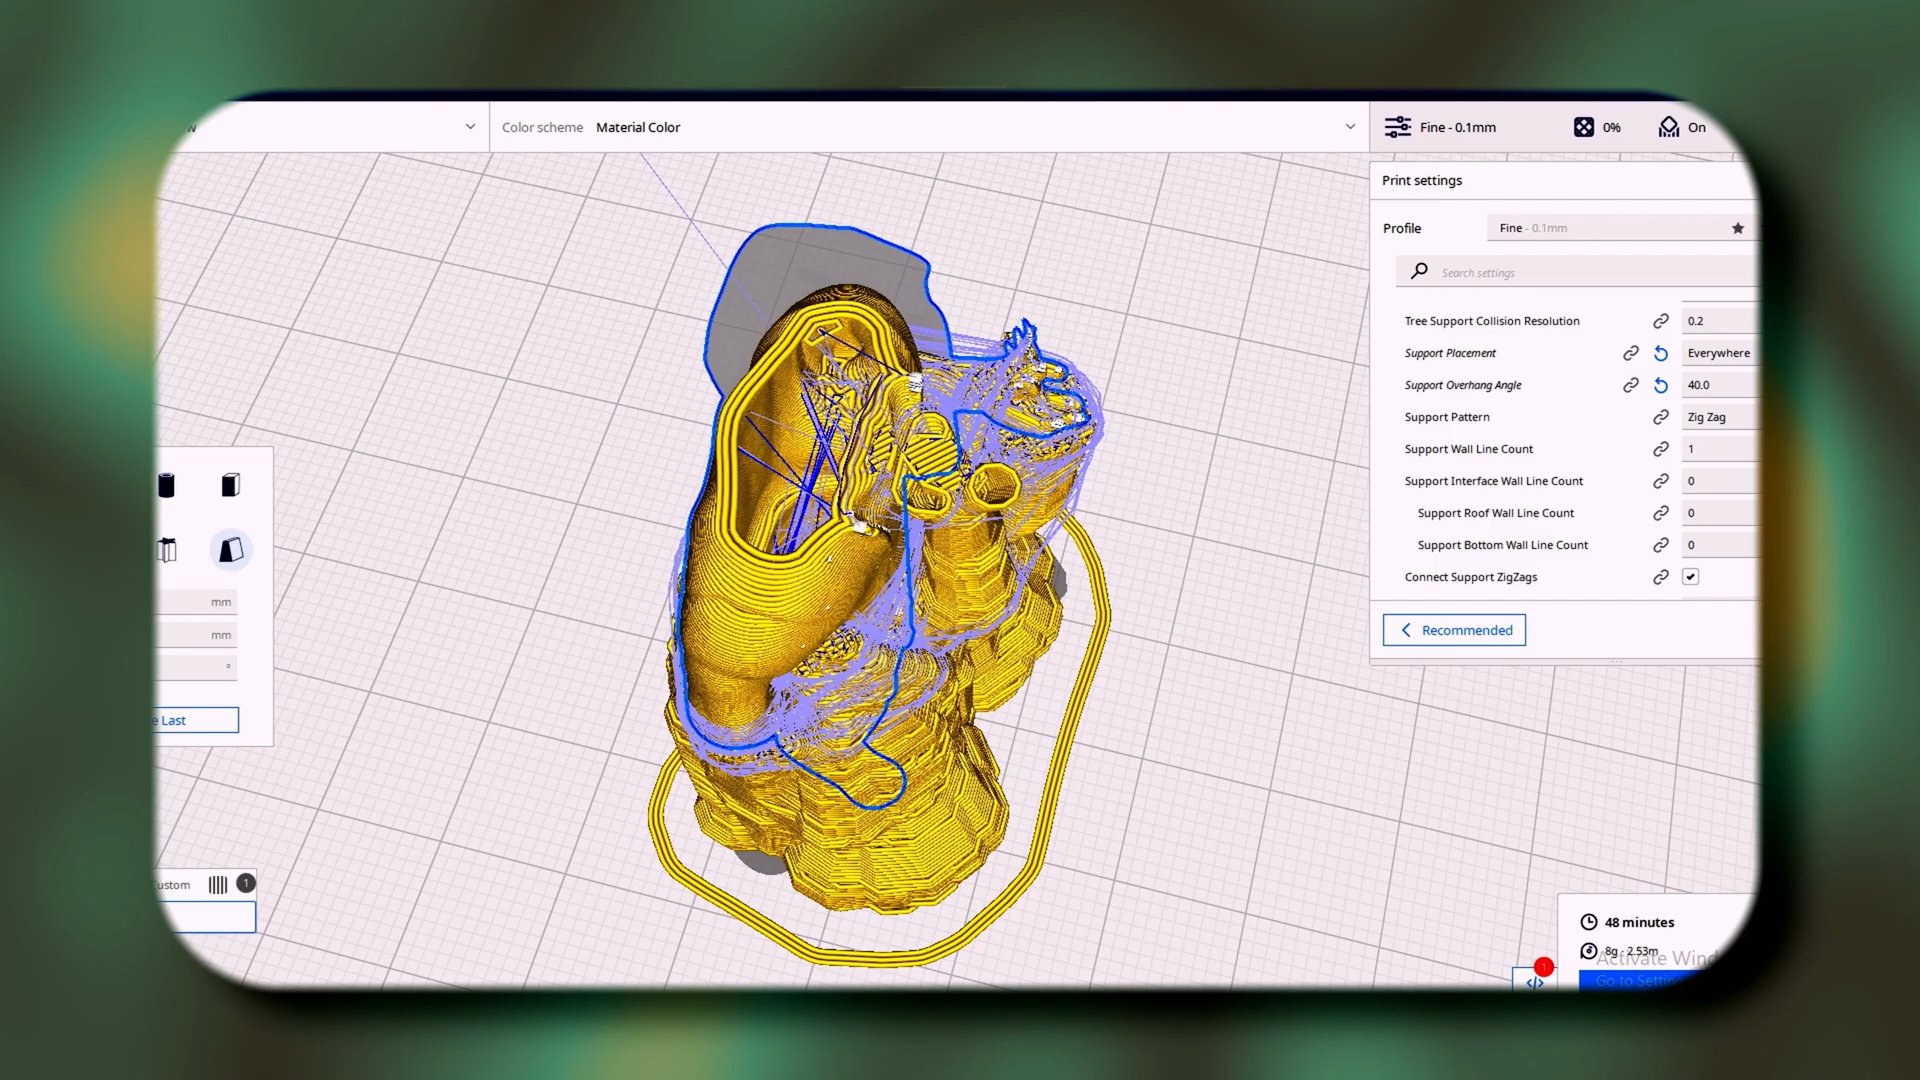 Color scheme Material Color
Fine - 0.1mm 0% On
Print settings
Profile Fine - 0.1mm
Search settings
Tree Support Collision Resolution 0.2
Support Placement Everywhere
Support Overhang Angle 40.0
Support Pattern Zig Zag
Support Wall Line Count 1
Support Interface Wall Line Count 0
Support Roof Wall Line Count 0
Support Bottom Wall Line Count 0
Connect Support ZigZags
Recommended
mm
mm
°
e Last
ustom 1
48 minutes
8g · 2.53m
Activate Wind
Go to Settin
1